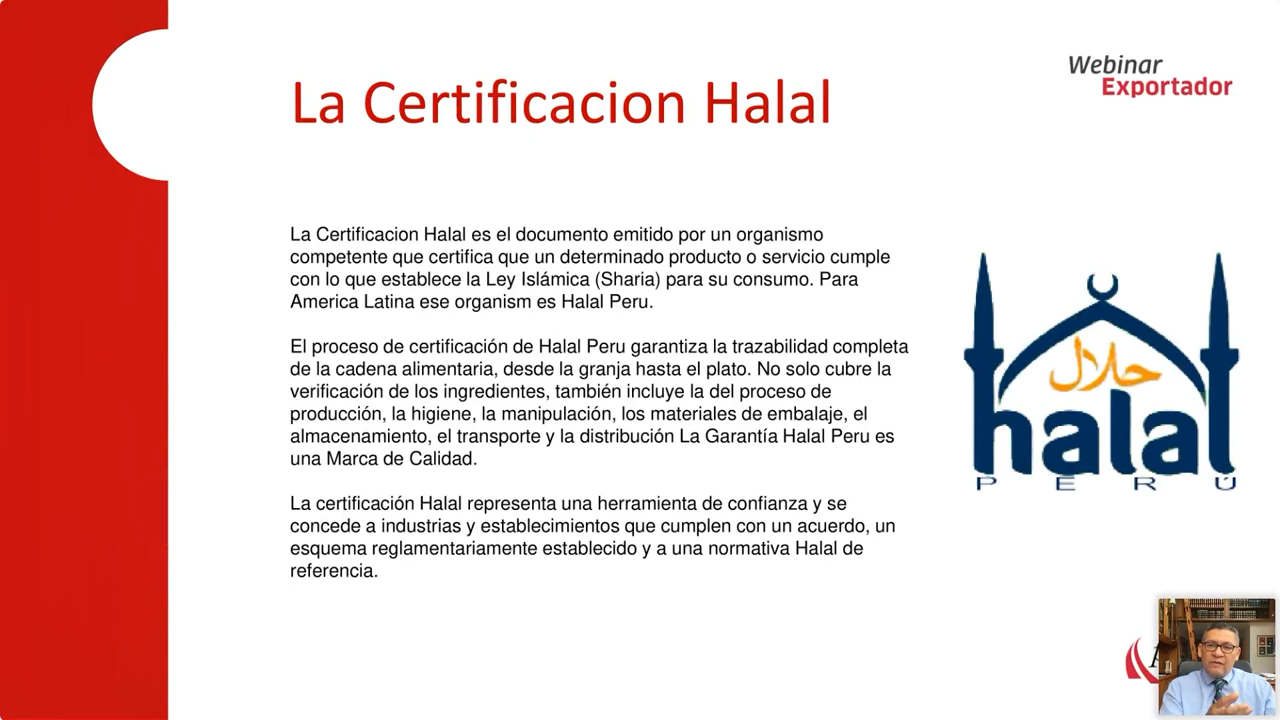 Webinar
Exportador
La Certificacion Halal
La Certificacion Halal es el documento emitido por un organismo
competente que certifica que un determinado producto o servicio cumple
con lo que establece la Ley Islámica (Sharia) para su consumo. Para
America Latina ese organism es Halal Peru.
El proceso de certificación de Halal Peru garantiza la trazabilidad completa
de la cadena alimentaria, desde la granja hasta el plato. No solo cubre la
verificación de los ingredientes, también incluye la del proceso de
producción, la higiene, la manipulación, los materiales de embalaje, el
almacenamiento, el transporte y la distribución La Garantía Halal Peru es
una Marca de Calidad.
La certificación Halal representa una herramienta de confianza y se
concede a industrias y establecimientos que cumplen con un acuerdo, un
esquema reglamentariamente establecido y a una normativa Halal de
referencia.
حلال
halal
PERÚ